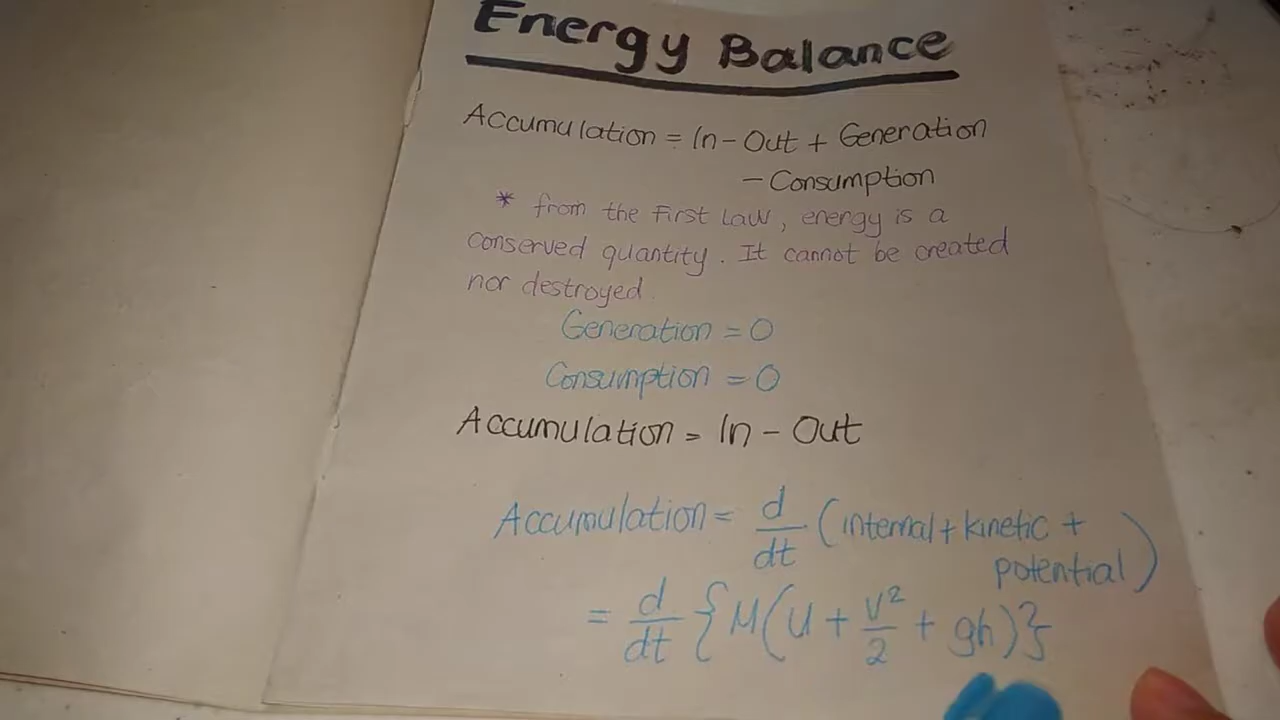 Energy Balance
Accumulation = In - Out + Generation
- Consumption
* from the First Law, energy is a
conserved quantity. It cannot be created
nor destroyed.
Generation = 0
Consumption = 0
Accumulation = In - Out
Accumulation = d/dt (internal + kinetic +
potential)
= d/dt {M(U + V²/2 + gh)}